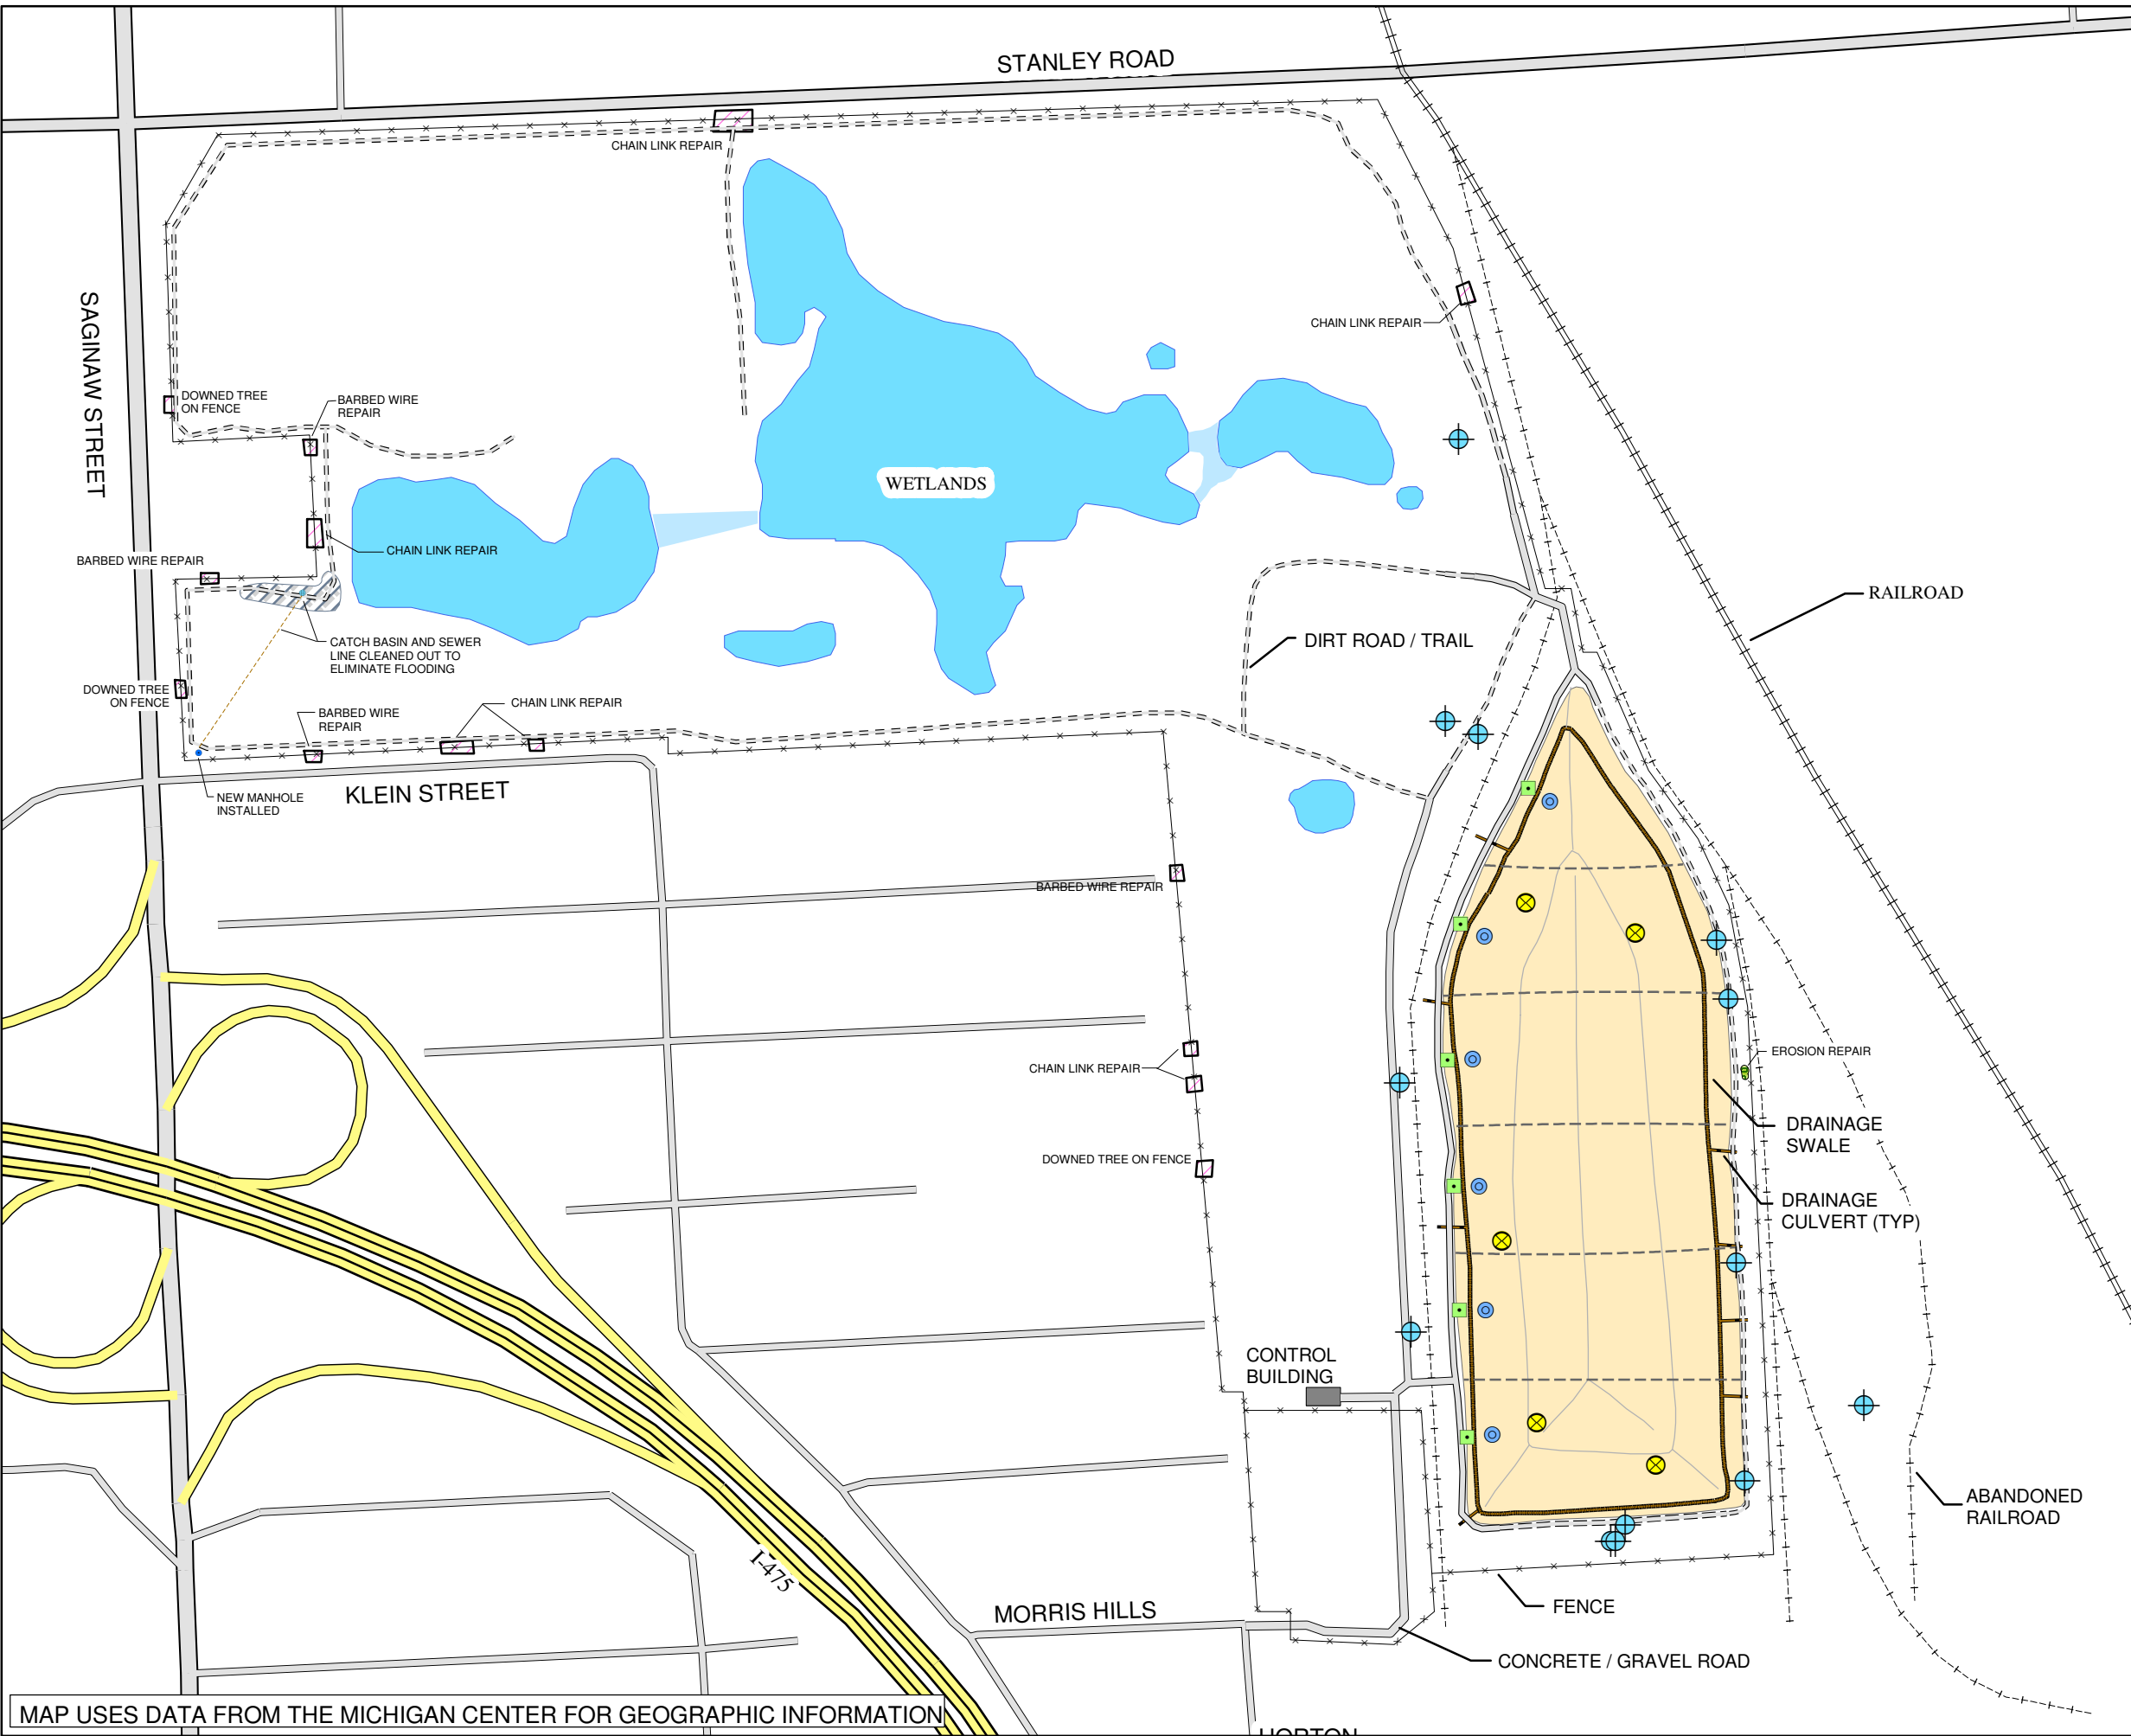 STANLEY ROAD
CHAIN LINK REPAIR
SAGINAW STREET
CHAIN LINK REPAIR
DOWNED TREE
ON FENCE
BARBED WIRE
REPAIR
WETLANDS
CHAIN LINK REPAIR
BARBED WIRE REPAIR
RAILROAD
CATCH BASIN AND SEWER
LINE CLEANED OUT TO
ELIMINATE FLOODING
DIRT ROAD / TRAIL
DOWNED TREE
ON FENCE
CHAIN LINK REPAIR
BARBED WIRE
REPAIR
NEW MANHOLE
INSTALLED
KLEIN STREET
BARBED WIRE REPAIR
EROSION REPAIR
CHAIN LINK REPAIR
DRAINAGE
SWALE
DOWNED TREE ON FENCE
DRAINAGE
CULVERT (TYP)
CONTROL
BUILDING
ABANDONED
RAILROAD
I-475
FENCE
MORRIS HILLS
CONCRETE / GRAVEL ROAD
MAP USES DATA FROM THE MICHIGAN CENTER FOR GEOGRAPHIC INFORMATION
HORTON